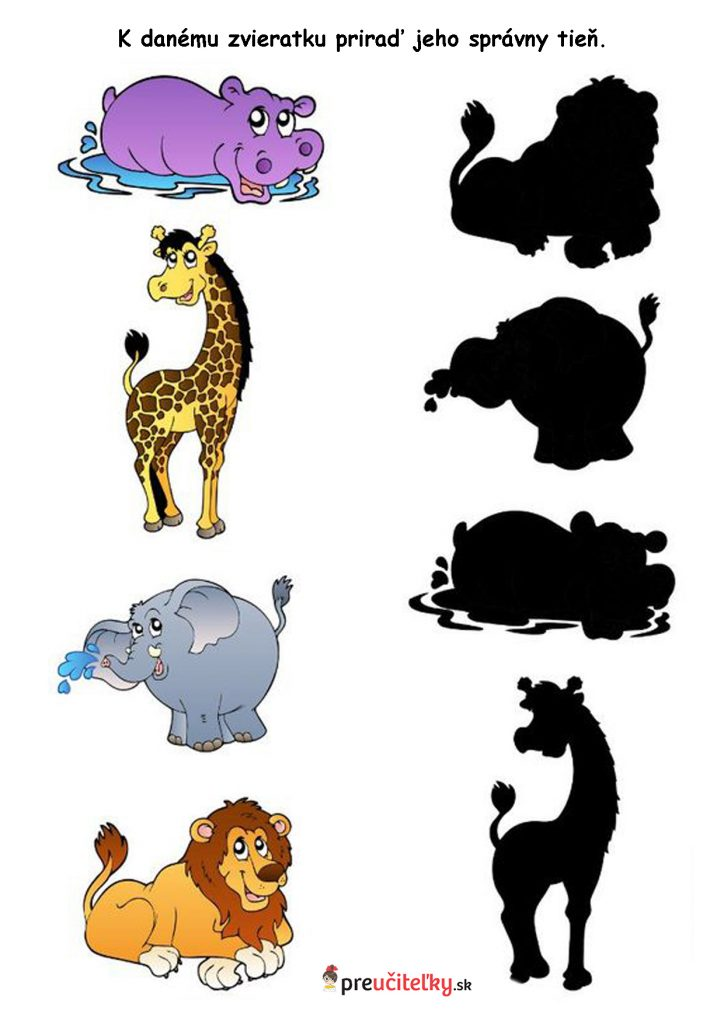 K danému zvieratku priraď jeho správny tieň.
preučiteľky.sk